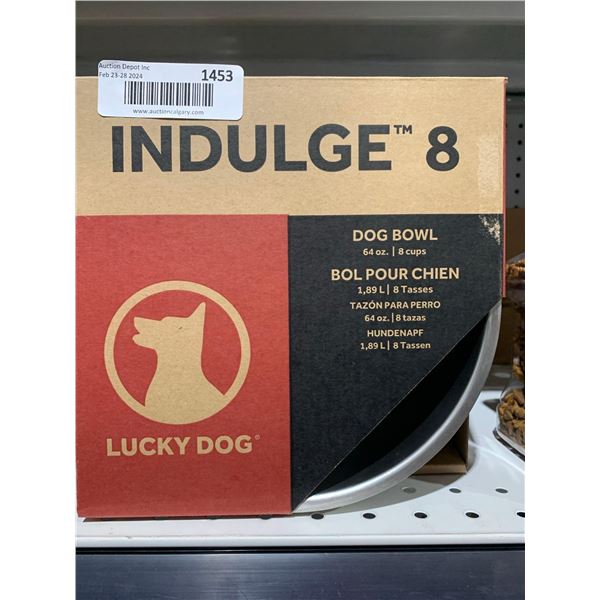 Auction Depot Inc
Feb 23-28 2024
1453
www.auctioncalgary.com
INDULGE™ 8
DOG BOWL
64 oz. | 8 cups
BOL POUR CHIEN
1,89 L | 8 Tasses
TAZÓN PARA PERRO
64 oz. | 8 tazas
HUNDENAPF
1,89 L | 8 Tassen
LUCKY DOG®